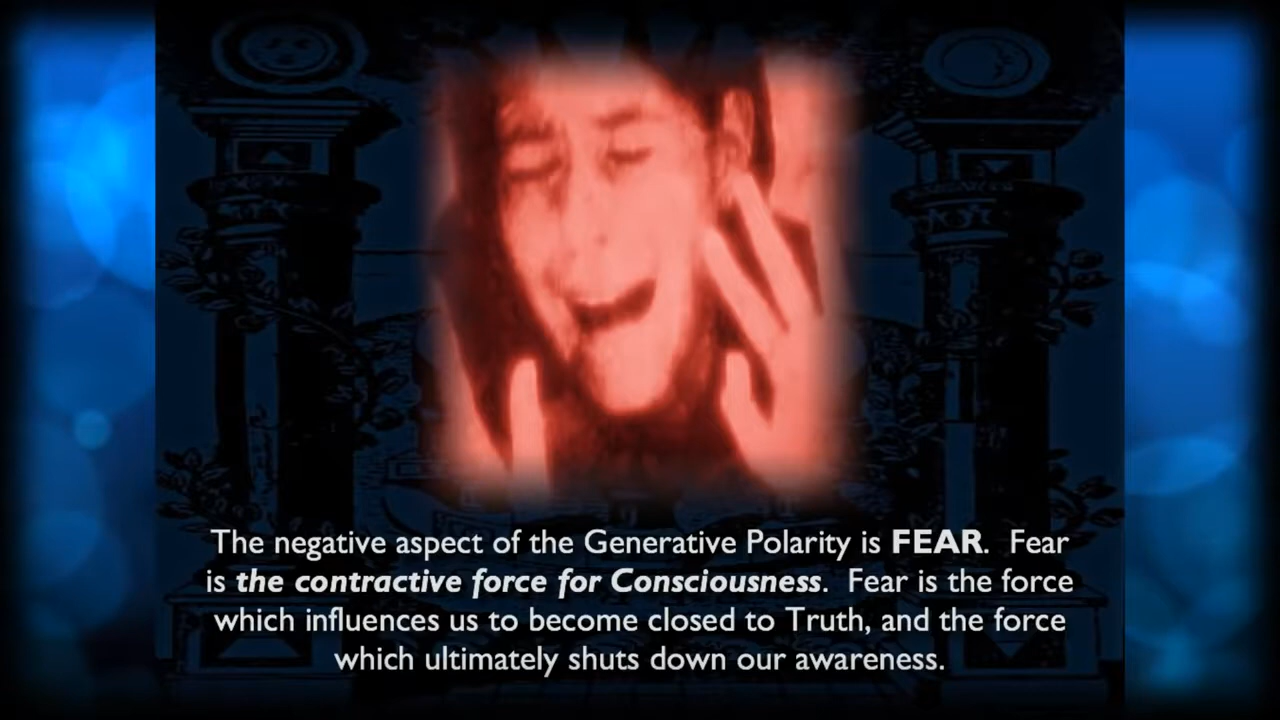 The negative aspect of the Generative Polarity is FEAR. Fear
is the contractive force for Consciousness. Fear is the force
which influences us to become closed to Truth, and the force
which ultimately shuts down our awareness.